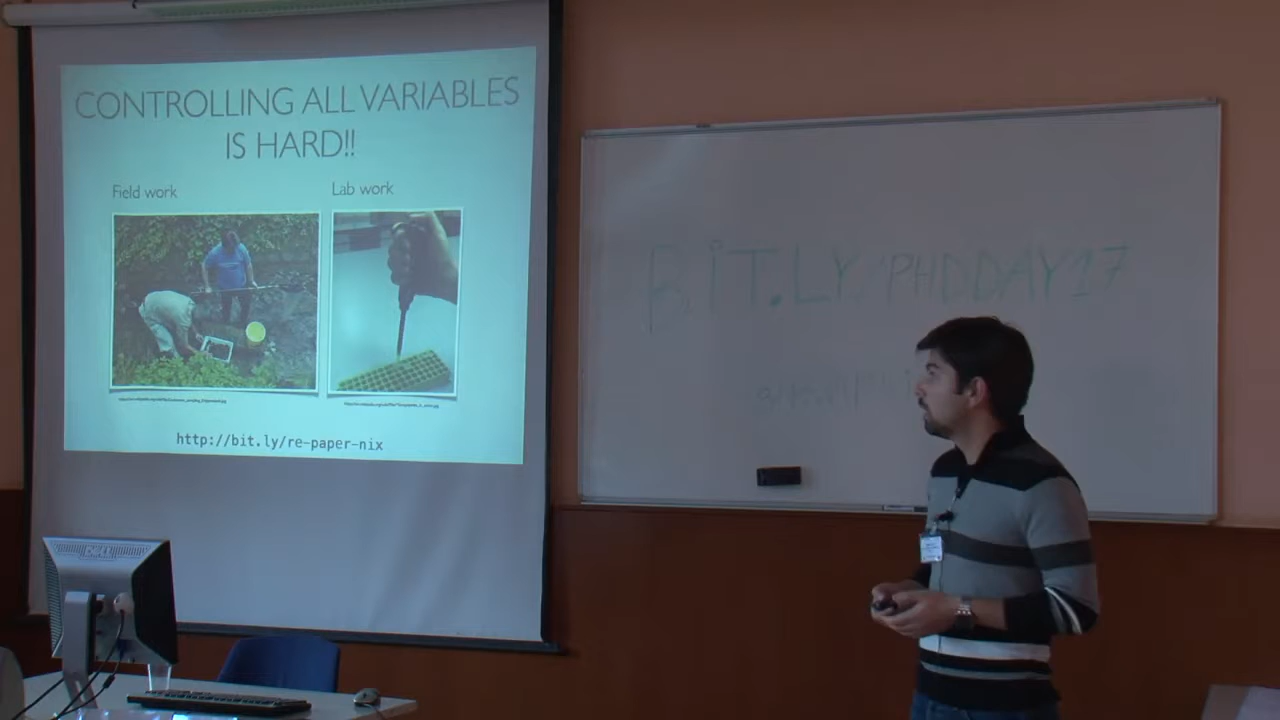 CONTROLLING ALL VARIABLES
IS HARD!!
Field work
Lab work
http://bit.ly/re-paper-nix
BIT.LY/PHDDAY17